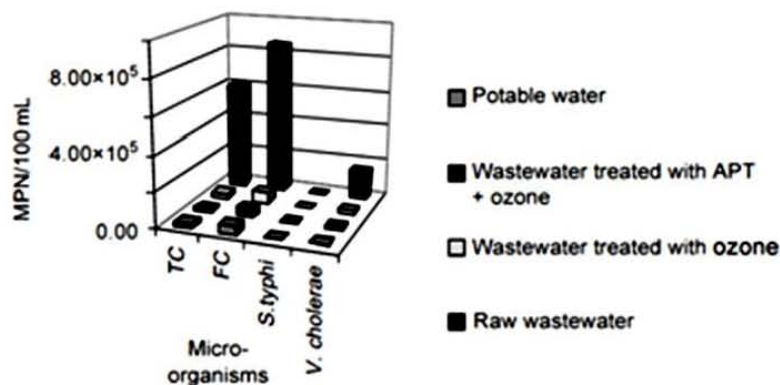 8.00×10⁵
4.00×10⁵
0.00
MPN/100 mL
TC
FC
S.typhi
V. cholerae
Micro-
organisms
Potable water
Wastewater treated with APT
+ ozone
Wastewater treated with ozone
Raw wastewater